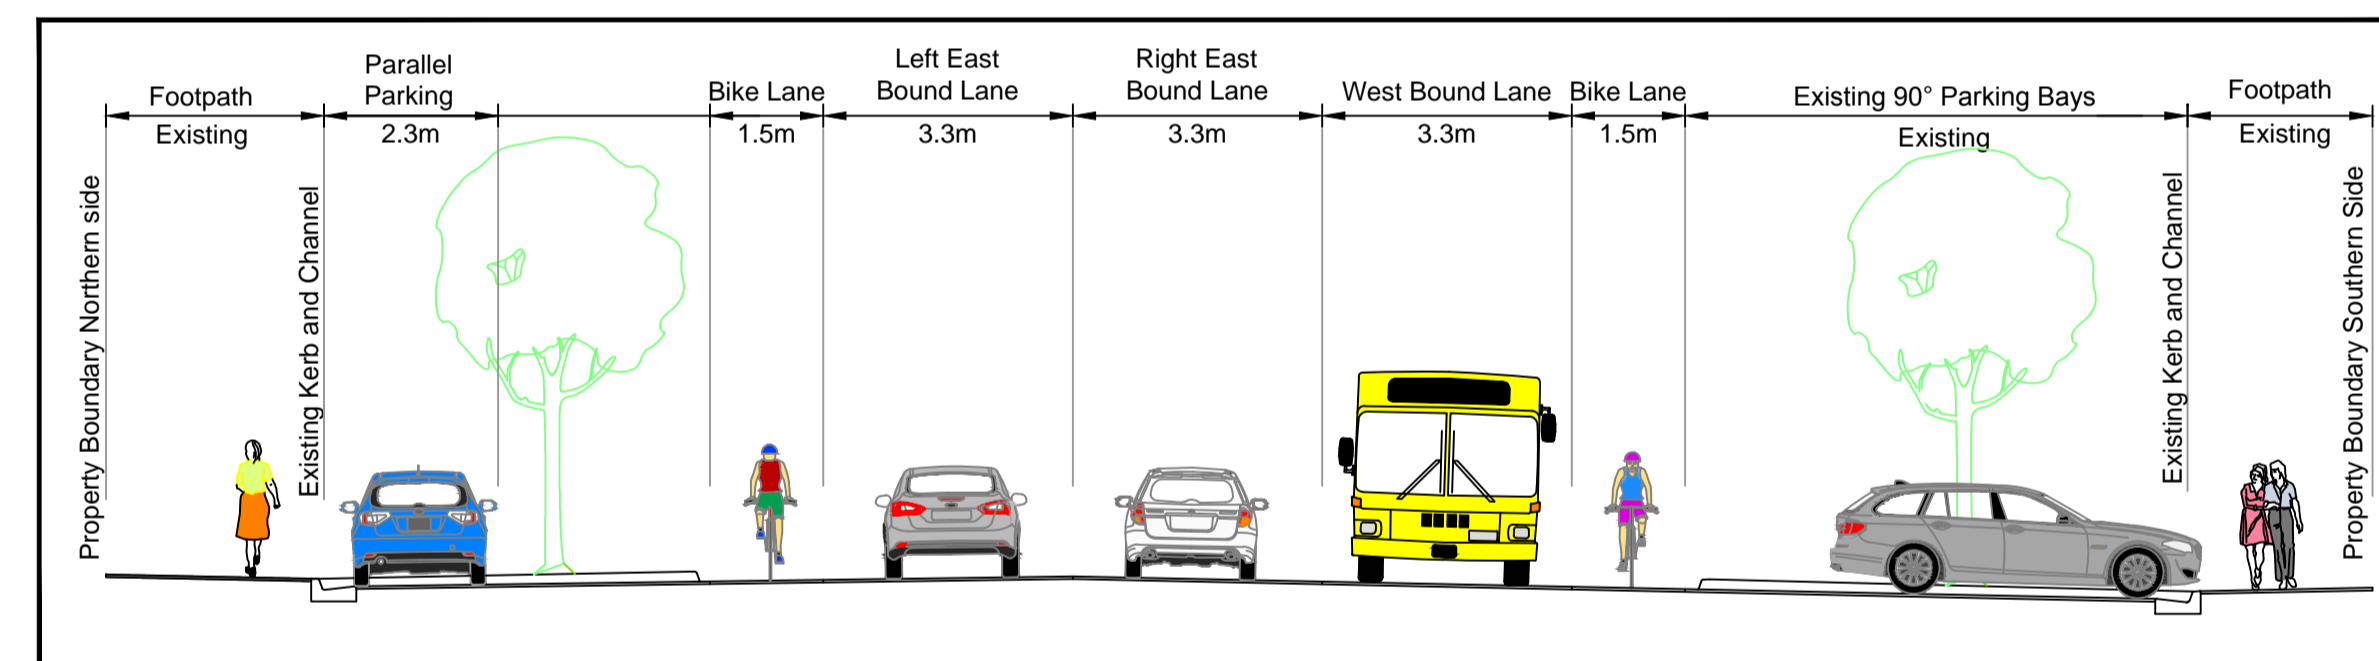 Property Boundary Northern side
Footpath
Existing
Existing Kerb and Channel
Parallel
Parking
2.3m
Bike Lane
1.5m
Left East
Bound Lane
3.3m
Right East
Bound Lane
3.3m
West Bound Lane
3.3m
Bike Lane
1.5m
Existing 90° Parking Bays
Existing
Existing Kerb and Channel
Footpath
Existing
Property Boundary Southern Side